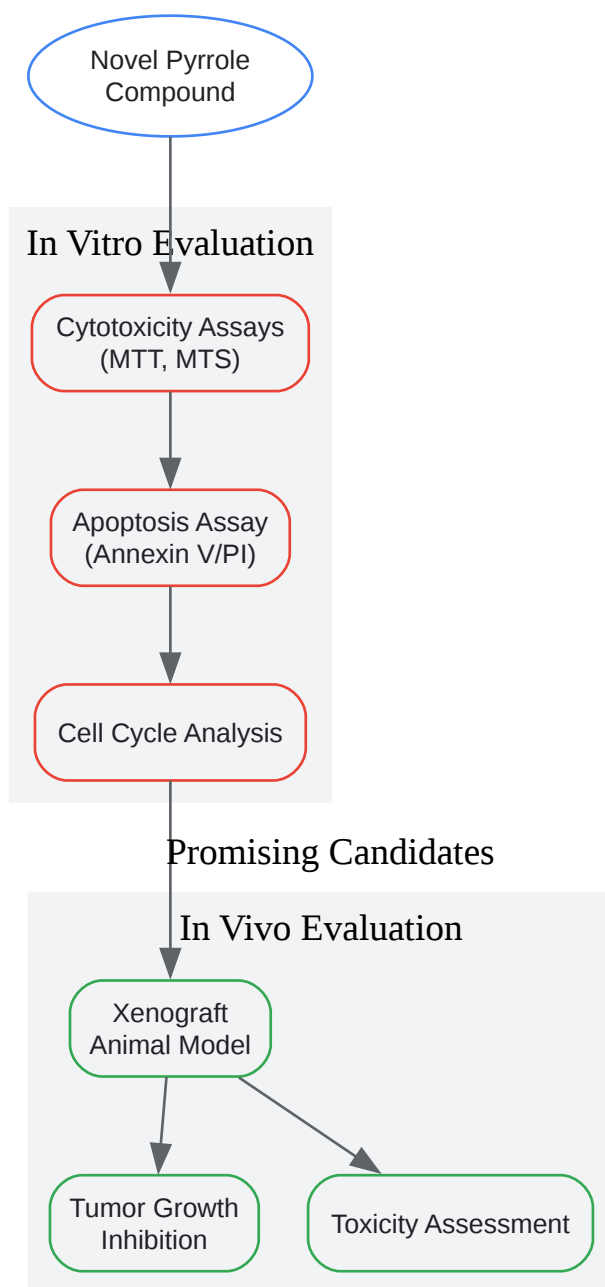 Novel Pyrrole
Compound
In Vitro Evaluation
Cytotoxicity Assays
(MTT, MTS)
Apoptosis Assay
(Annexin V/PI)
Cell Cycle Analysis
Promising Candidates
In Vivo Evaluation
Xenograft
Animal Model
Tumor Growth
Inhibition
Toxicity Assessment